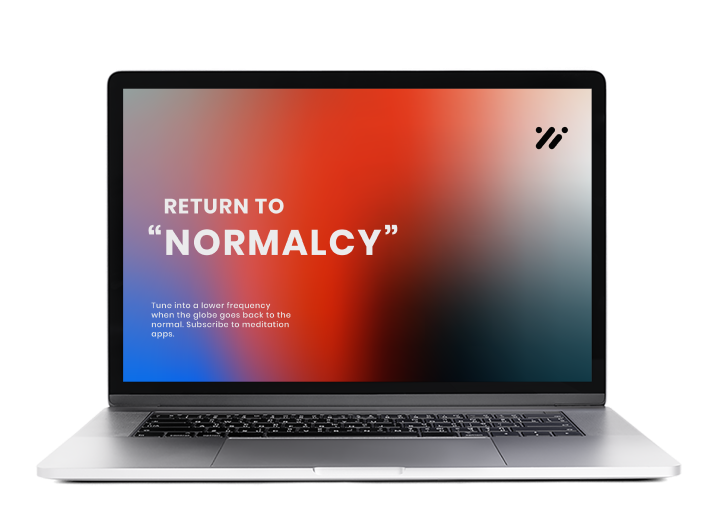 RETURN TO
“NORMALCY”
Tune into a lower frequency
when the globe goes back to the
normal. Subscribe to meditation
apps.